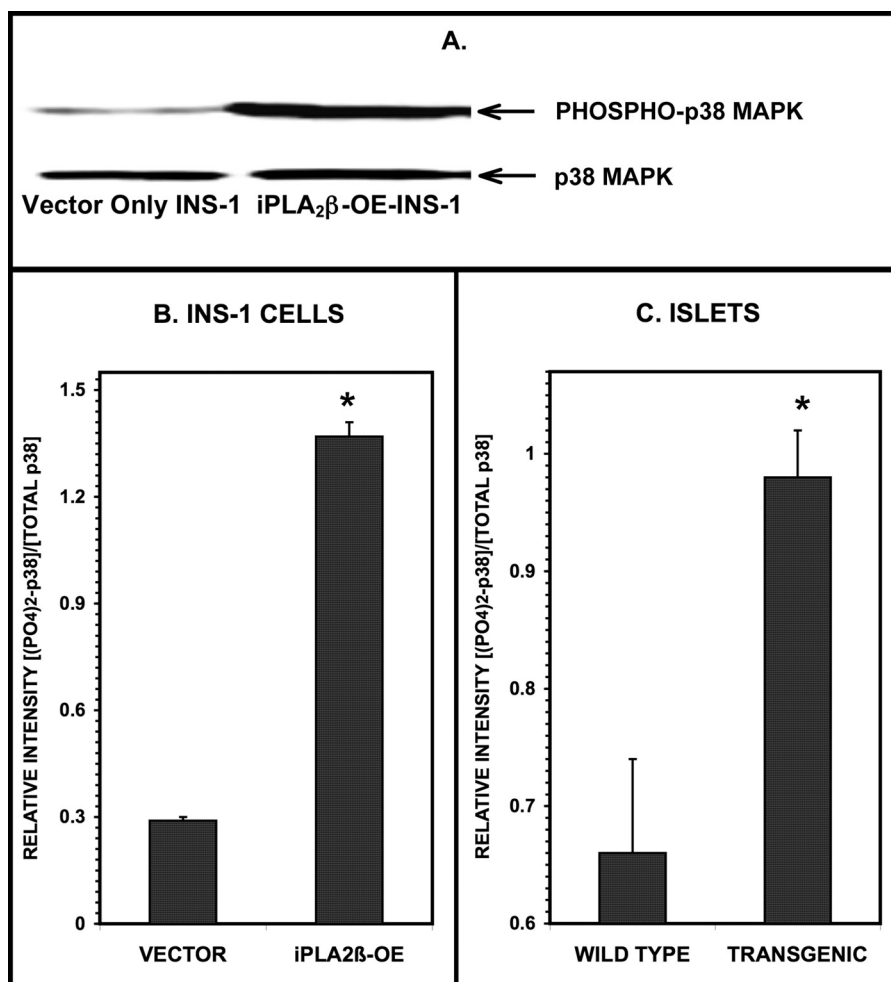 A.
PHOSPHO-p38 MAPK
p38 MAPK
Vector Only INS-1 iPLA₂β-OE-INS-1
B. INS-1 CELLS
RELATIVE INTENSITY [(PO4)2-p38]/[TOTAL p38]
1.5
1.2
0.9
0.6
0.3
0
*
VECTOR iPLA2ß-OE
C. ISLETS
RELATIVE INTENSITY [(PO4)2-p38]/[TOTAL p38]
1
0.9
0.8
0.7
0.6
*
WILD TYPE TRANSGENIC